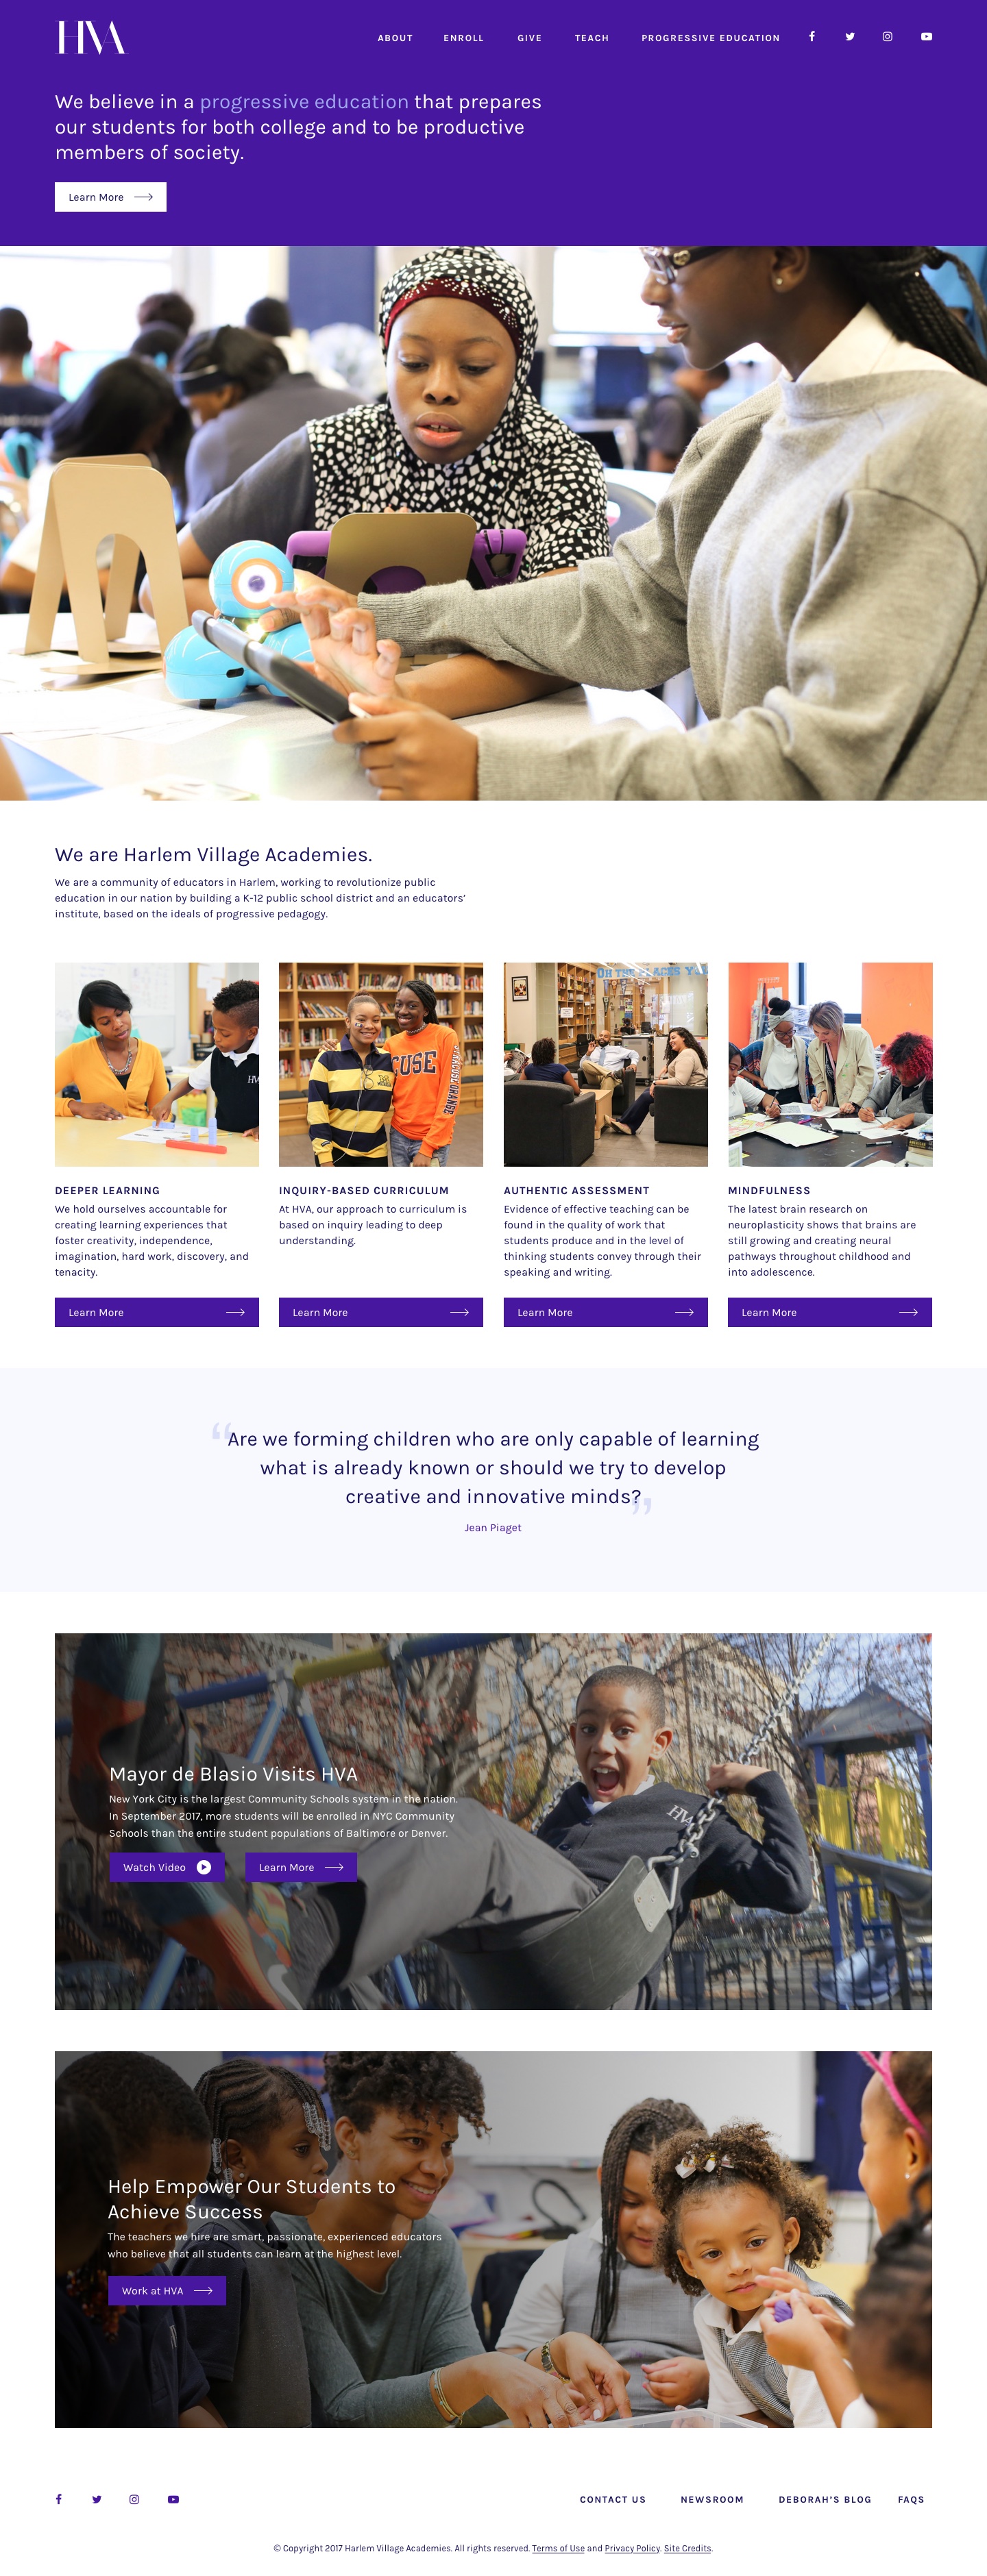 HVA
ABOUT ENROLL GIVE TEACH PROGRESSIVE EDUCATION
We believe in a progressive education that prepares
our students for both college and to be productive
members of society.
Learn More
We are Harlem Village Academies.
We are a community of educators in Harlem, working to revolutionize public
education in our nation by building a K-12 public school district and an educators'
institute, based on the ideals of progressive pedagogy.
HV
M
CUSE
SYRACUSE ORANGE
OH THE PLACES YO
DEEPER LEARNING
We hold ourselves accountable for
creating learning experiences that
foster creativity, independence,
imagination, hard work, discovery, and
tenacity.
Learn More
INQUIRY-BASED CURRICULUM
At HVA, our approach to curriculum is
based on inquiry leading to deep
understanding.
Learn More
AUTHENTIC ASSESSMENT
Evidence of effective teaching can be
found in the quality of work that
students produce and in the level of
thinking students convey through their
speaking and writing.
Learn More
MINDFULNESS
The latest brain research on
neuroplasticity shows that brains are
still growing and creating neural
pathways throughout childhood and
into adolescence.
Learn More
“Are we forming children who are only capable of learning
what is already known or should we try to develop
creative and innovative minds?”
Jean Piaget
Mayor de Blasio Visits HVA
New York City is the largest Community Schools system in the nation.
In September 2017, more students will be enrolled in NYC Community
Schools than the entire student populations of Baltimore or Denver.
Watch Video Learn More
HVA
Help Empower Our Students to
Achieve Success
The teachers we hire are smart, passionate, experienced educators
who believe that all students can learn at the highest level.
Work at HVA
CONTACT US NEWSROOM DEBORAH'S BLOG FAQS
© Copyright 2017 Harlem Village Academies. All rights reserved. Terms of Use and Privacy Policy. Site Credits.